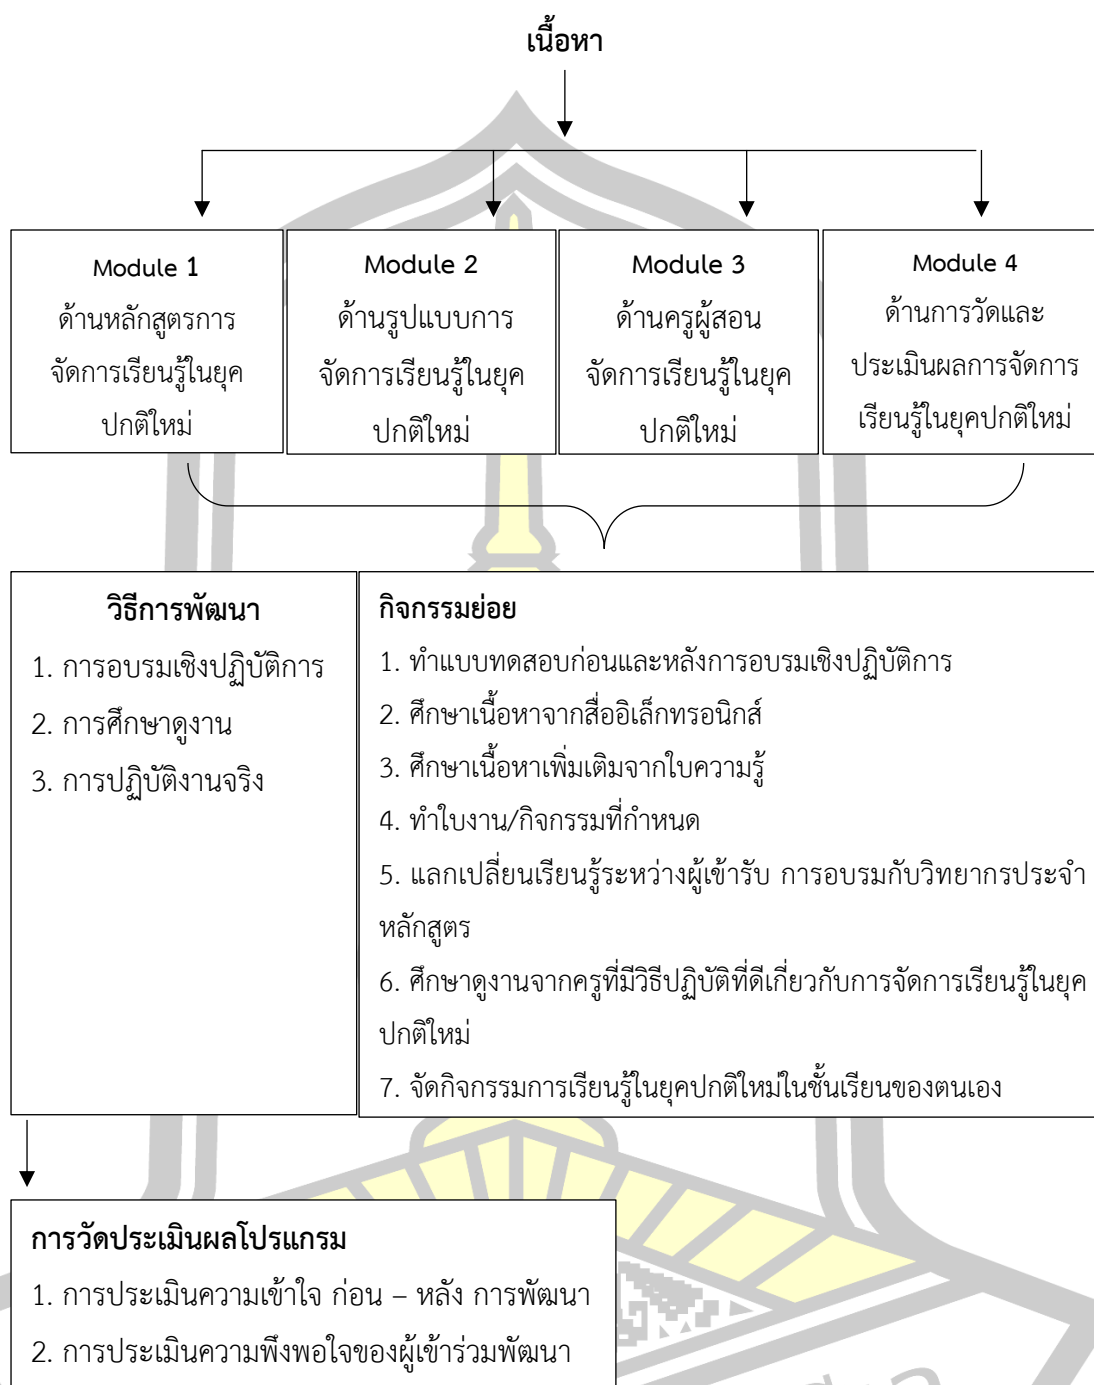 เนื้อหา
Module 1
ด้านหลักสูตรการ
จัดการเรียนรู้ในยุค
ปกติใหม่
Module 2
ด้านรูปแบบการ
จัดการเรียนรู้ในยุค
ปกติใหม่
Module 3
ด้านครูผู้สอน
จัดการเรียนรู้ในยุค
ปกติใหม่
Module 4
ด้านการวัดและ
ประเมินผลการจัดการ
เรียนรู้ในยุคปกติใหม่
วิธีการพัฒนา
1. การอบรมเชิงปฏิบัติการ
2. การศึกษาดูงาน
3. การปฏิบัติงานจริง
กิจกรรมย่อย
1. ทำแบบทดสอบก่อนและหลังการอบรมเชิงปฏิบัติการ
2. ศึกษาเนื้อหาจากสื่ออิเล็กทรอนิกส์
3. ศึกษาเนื้อหาเพิ่มเติมจากใบความรู้
4. ทำใบงาน/กิจกรรมที่กำหนด
5. แลกเปลี่ยนเรียนรู้ระหว่างผู้เข้ารับ การอบรมกับวิทยากรประจำ
หลักสูตร
6. ศึกษาดูงานจากครูที่มีวิธีปฏิบัติที่ดีเกี่ยวกับการจัดการเรียนรู้ในยุค
ปกติใหม่
7. จัดกิจกรรมการเรียนรู้ในยุคปกติใหม่ในชั้นเรียนของตนเอง
การวัดประเมินผลโปรแกรม
1. การประเมินความเข้าใจ ก่อน – หลัง การพัฒนา
2. การประเมินความพึงพอใจของผู้เข้าร่วมพัฒนา